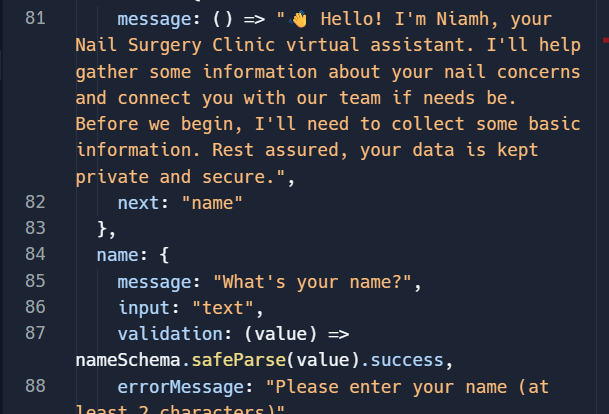 81 message: () => "👋 Hello! I'm Niamh, your
Nail Surgery Clinic virtual assistant. I'll help
gather some information about your nail concerns
and connect you with our team if needs be.
Before we begin, I'll need to collect some basic
information. Rest assured, your data is kept
private and secure.",
82 next: "name"
83 },
84 name: {
85 message: "What's your name?",
86 input: "text",
87 validation: (value) =>
nameSchema.safeParse(value).success,
88 errorMessage: "Please enter your name (at
least 2 characters)"